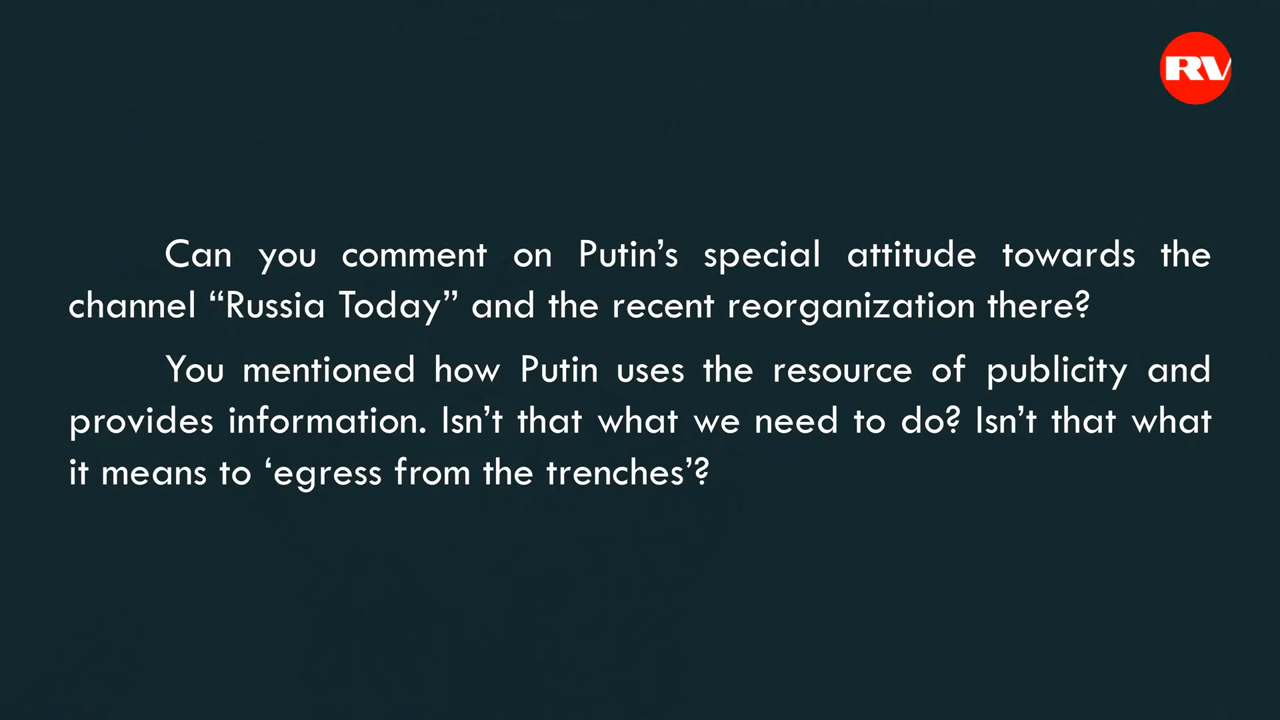 RV
Can you comment on Putin’s special attitude towards the
channel “Russia Today” and the recent reorganization there?
You mentioned how Putin uses the resource of publicity and
provides information. Isn’t that what we need to do? Isn’t that what
it means to ‘egress from the trenches’?